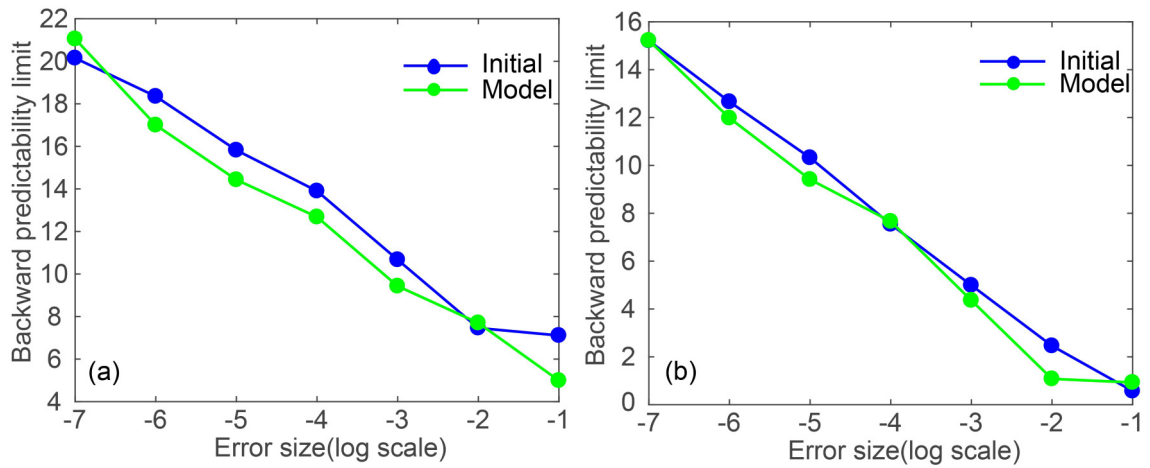 22
20
18
16
14
12
10
8
6
4
Backward predictability limit
Initial
Model
(a)
-7 -6 -5 -4 -3 -2 -1
Error size(log scale)
16
14
12
10
8
6
4
2
0
Backward predictability limit
Initial
Model
(b)
-7 -6 -5 -4 -3 -2 -1
Error size(log scale)